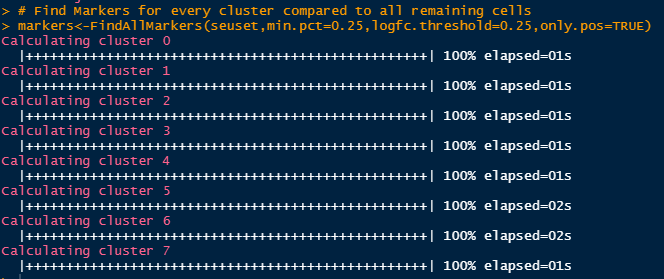 > # Find Markers for every cluster compared to all remaining cells
> markers<-FindAllMarkers(seuset,min.pct=0.25,logfc.threshold=0.25,only.pos=TRUE)
Calculating cluster 0
|++++++++++++++++++++++++++++++++++++++++++++++++++| 100% elapsed=01s
Calculating cluster 1
|++++++++++++++++++++++++++++++++++++++++++++++++++| 100% elapsed=01s
Calculating cluster 2
|++++++++++++++++++++++++++++++++++++++++++++++++++| 100% elapsed=01s
Calculating cluster 3
|++++++++++++++++++++++++++++++++++++++++++++++++++| 100% elapsed=01s
Calculating cluster 4
|++++++++++++++++++++++++++++++++++++++++++++++++++| 100% elapsed=01s
Calculating cluster 5
|++++++++++++++++++++++++++++++++++++++++++++++++++| 100% elapsed=02s
Calculating cluster 6
|++++++++++++++++++++++++++++++++++++++++++++++++++| 100% elapsed=02s
Calculating cluster 7
|++++++++++++++++++++++++++++++++++++++++++++++++++| 100% elapsed=01s